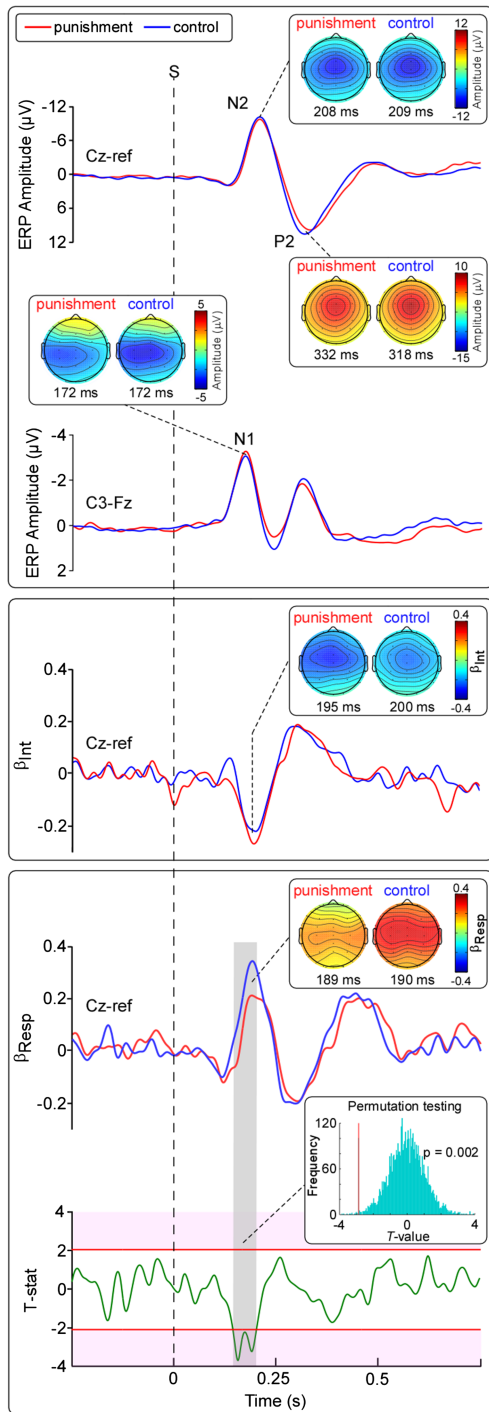 punishment control
S
punishment control
208 ms 209 ms
12
Amplitude (µV)
-12
N2
ERP Amplitude (µV)
-12
-6
0
6
12
Cz-ref
P2
punishment control
332 ms 318 ms
10
Amplitude (µV)
-15
punishment control
172 ms 172 ms
5
Amplitude (µV)
-5
N1
ERP Amplitude (µV)
-4
-2
0
2
C3-Fz
punishment control
195 ms 200 ms
0.4
βInt
-0.4
βInt
0.4
0.2
0
-0.2
Cz-ref
punishment control
189 ms 190 ms
0.4
βResp
-0.4
βResp
0.4
0.2
0
-0.2
Cz-ref
Permutation testing
Frequency
120
80
40
0
p = 0.002
-4 -2 0 2 4
T-value
T-stat
4
2
0
-2
-4
0 0.25 0.5
Time (s)